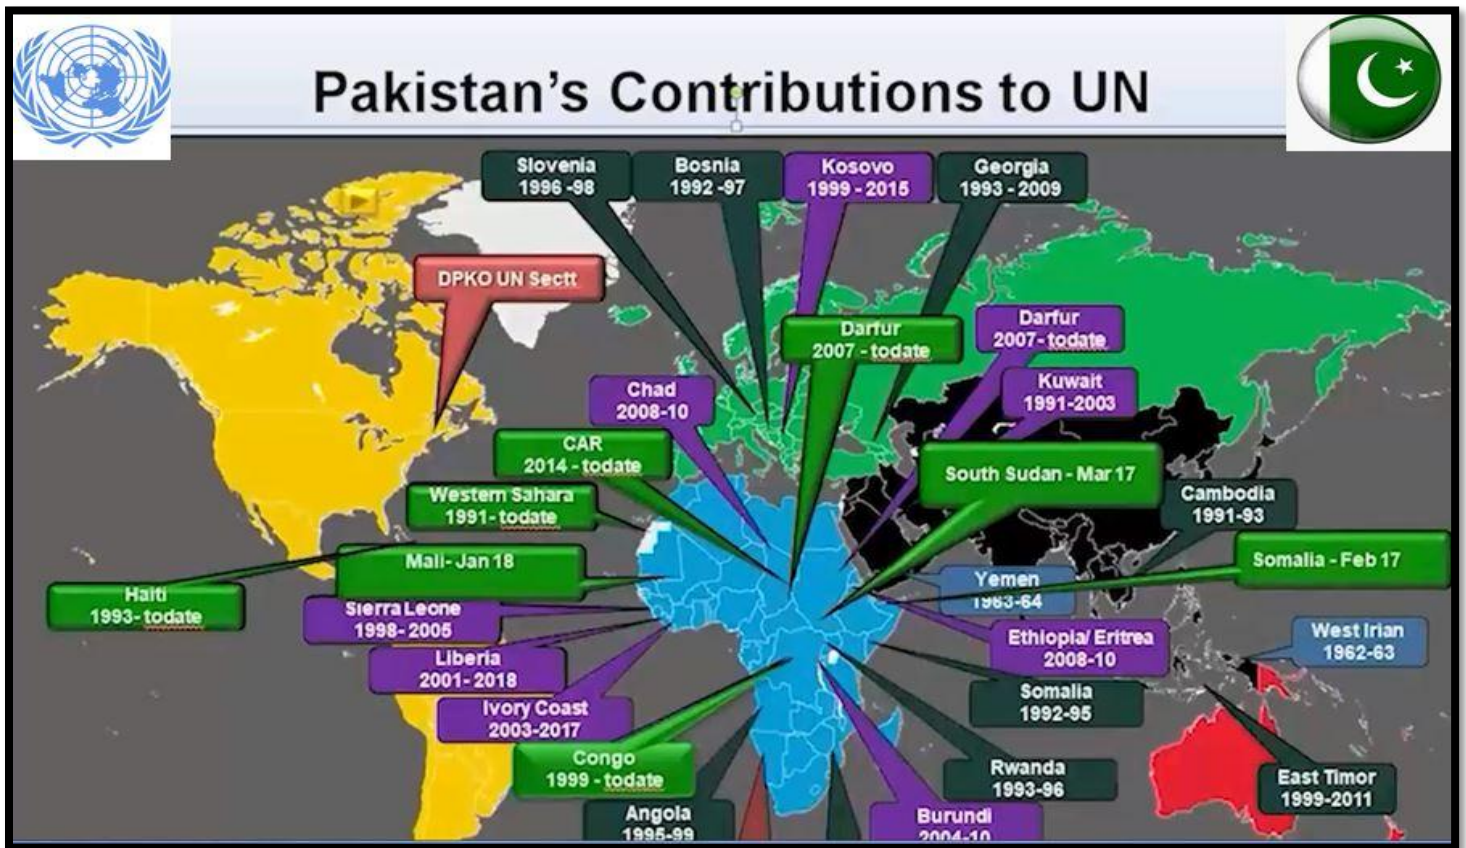 Pakistan's Contributions to UN
Slovenia
1996 -98
Bosnia
1992 -97
Kosovo
1999 - 2015
Georgia
1993 - 2009
DPKO UN Sectt
Darfur
2007 - todate
Darfur
2007- todate
Chad
2008-10
Kuwait
1991-2003
CAR
2014 - todate
South Sudan - Mar 17
Western Sahara
1991- todate
Cambodia
1991-93
Mali- Jan 18
Somalia - Feb 17
Haiti
1993- todate
Yemen
1963-64
Sierra Leone
1998- 2005
Ethiopia/ Eritrea
2008-10
West Irian
1962-63
Liberia
2001- 2018
Somalia
1992-95
Ivory Coast
2003-2017
Congo
1999 - todate
Rwanda
1993-96
East Timor
1999-2011
Angola
1995-99
Burundi
2004-10